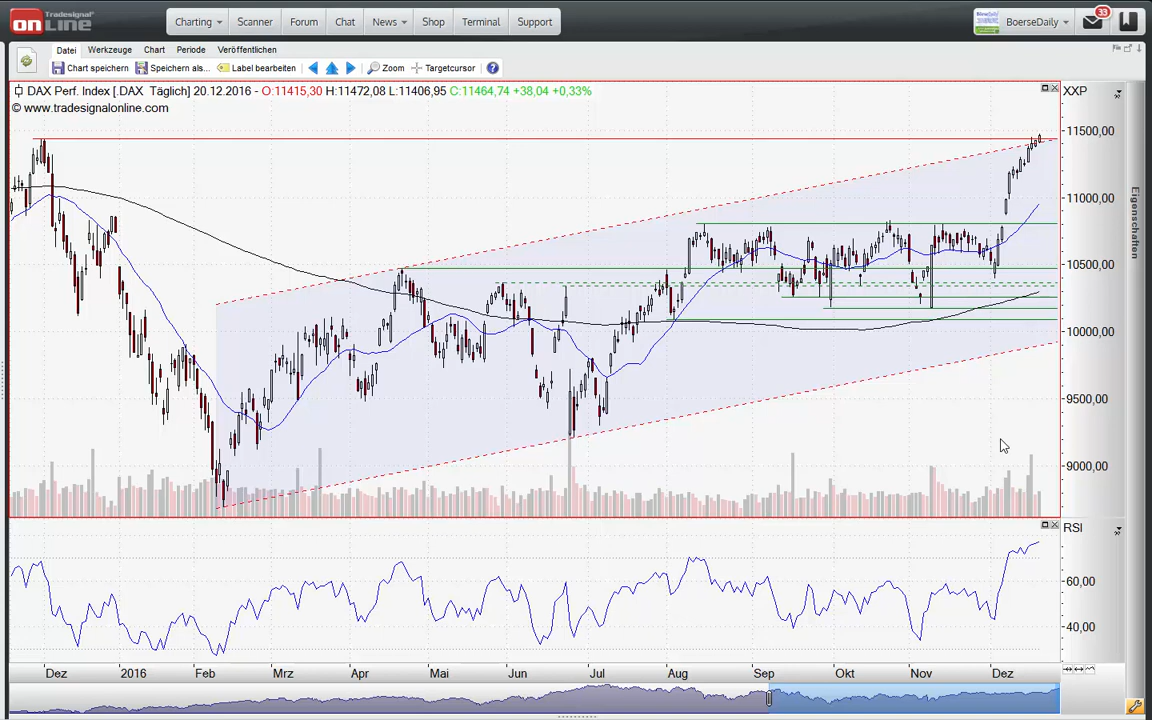 Tradesignal
on LINE
Charting Scanner Forum Chat News Shop Terminal Support
BoerseDaily
33
Datei Werkzeuge Chart Periode Veröffentlichen
Chart speichern Speichern als... Label bearbeiten Zoom Targetcursor
DAX Perf. Index [.DAX Täglich] 20.12.2016 - O:11415,30 H:11472,08 L:11406,95 C:11464,74 +38,04 +0,33%
© www.tradesignalonline.com
XXP
11500,00
11000,00
10500,00
10000,00
9500,00
9000,00
Eigenschaften
RSI
60,00
40,00
Dez 2016 Feb Mrz Apr Mai Jun Jul Aug Sep Okt Nov Dez